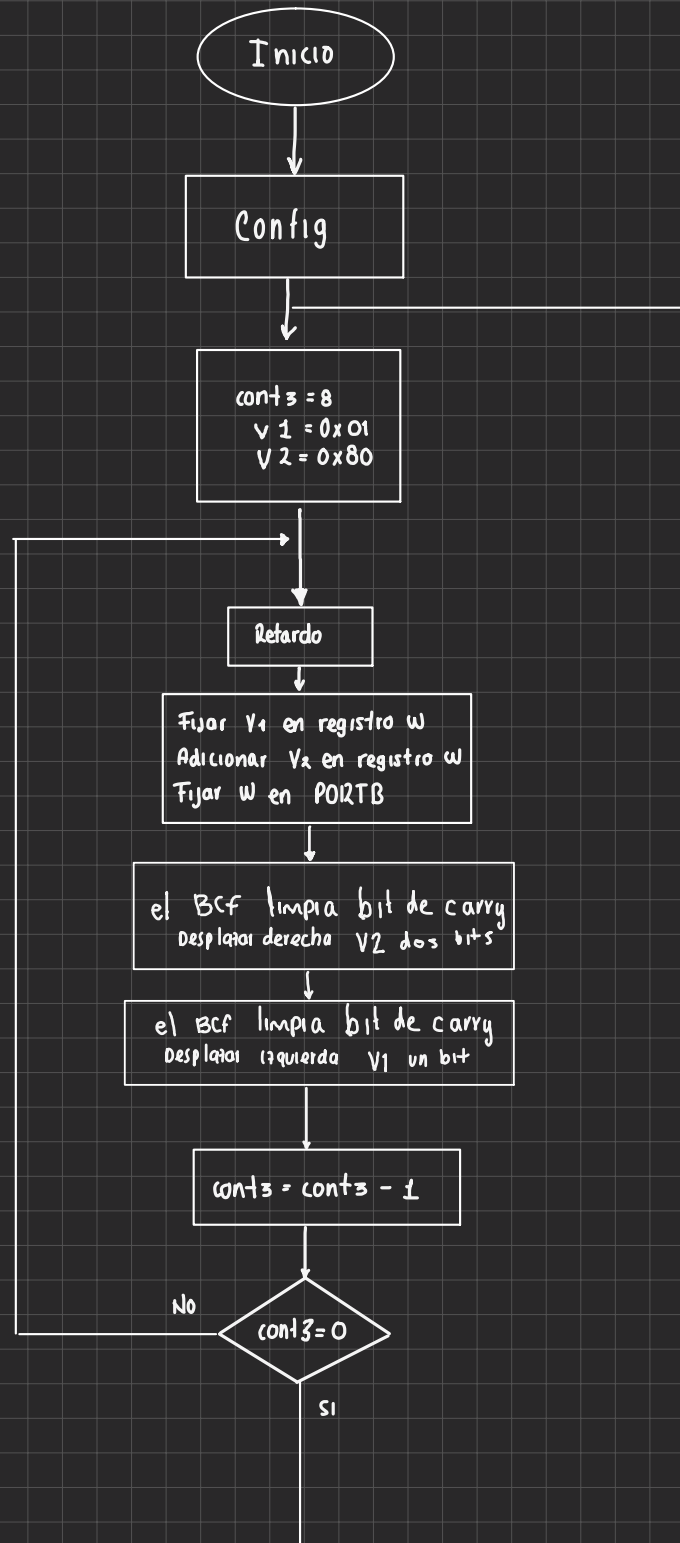 Inicio
Config
cont3 = 8
V1 = 0x01
V2 = 0x80
Retardo
Fijar V1 en registro W
Adicionar V2 en registro W
Fijar W en PORTB
el BCf limpia bit de carry
Desplazar derecha V2 dos bits
el BCf limpia bit de carry
Desplazar izquierda V1 un bit
cont3 = cont3 - 1
NO
cont3=0
SI